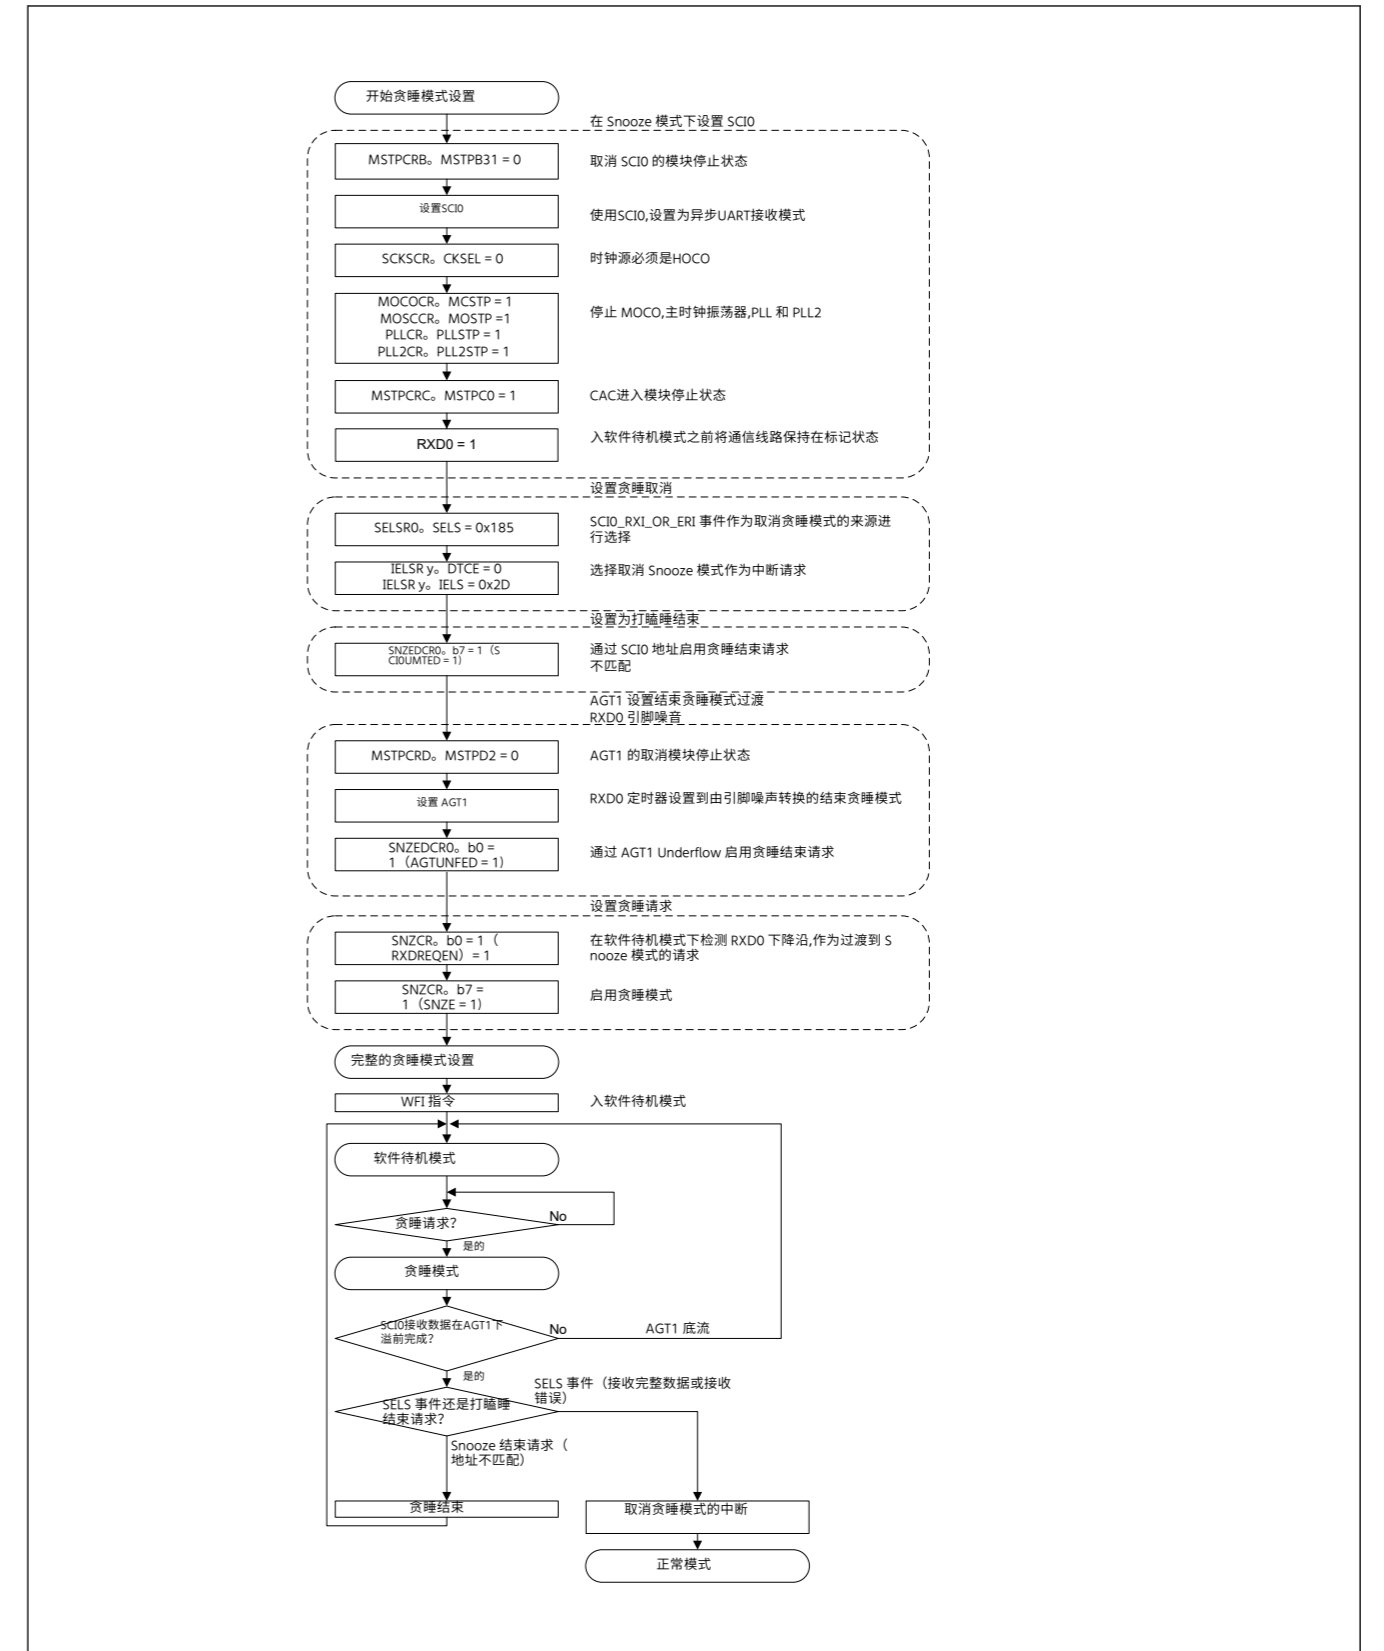 开始贪睡模式设置
在 Snooze 模式下设置 SCI0
MSTPCRB。MSTPB31 = 0
取消 SCI0 的模块停止状态
设置SCI0
使用SCI0,设置为异步UART接收模式
SCKSCR。CKSEL = 0
时钟源必须是HOCO
MOCOCR。MCSTP = 1
MOSCCR。MOSTP =1
PLLCR。PLLSTP = 1
PLL2CR。PLL2STP = 1
停止 MOCO,主时钟振荡器,PLL 和 PLL2
MSTPCRC。MSTPC0 = 1
CAC进入模块停止状态
RXD0 = 1
入软件待机模式之前将通信线路保持在标记状态
设置贪睡取消
SELSR0。SELS = 0x185
SCI0_RXI_OR_ERI 事件作为取消贪睡模式的来源进
行选择
IELSR y。DTCE = 0
IELSR y。IELS = 0x2D
选择取消 Snooze 模式作为中断请求
设置为打瞌睡结束
SNZEDCR0。b7 = 1（S
CI0UMTED = 1）
通过 SCI0 地址启用贪睡结束请求
不匹配
AGT1 设置结束贪睡模式过渡
RXD0 引脚噪音
MSTPCRD。MSTPD2 = 0
AGT1 的取消模块停止状态
设置 AGT1
RXD0 定时器设置到由引脚噪声转换的结束贪睡模式
SNZEDCR0。b0 =
1（AGTUNFED = 1）
通过 AGT1 Underflow 启用贪睡结束请求
设置贪睡请求
SNZCR。b0 = 1（
RXDREQEN）= 1
在软件待机模式下检测 RXD0 下降沿,作为过渡到 S
nooze 模式的请求
SNZCR。b7 =
1（SNZE = 1）
启用贪睡模式
完整的贪睡模式设置
WFI 指令
入软件待机模式
软件待机模式
贪睡请求？
No
是的
贪睡模式
SCI0接收数据在AGT1下
溢前完成？
No
AGT1 底流
是的
SELS 事件（接收完整数据或接收
错误）
SELS 事件还是打瞌睡
结束请求？
Snooze 结束请求（
地址不匹配）
贪睡结束
取消贪睡模式的中断
正常模式